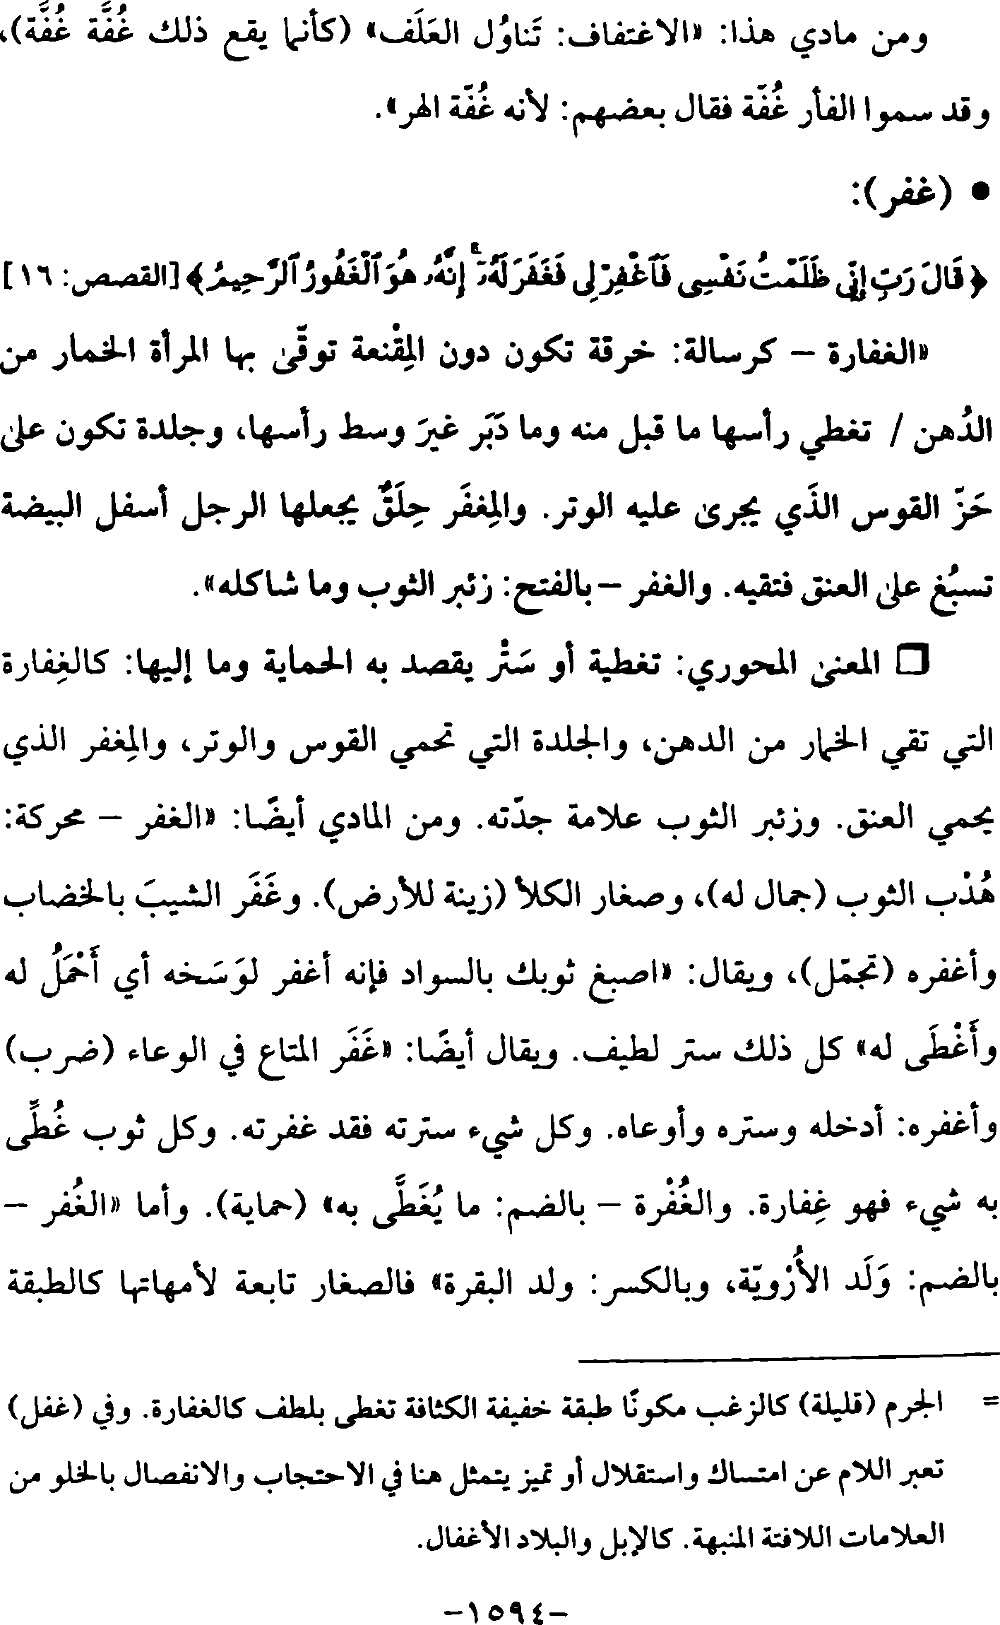 ومن مادي هذا: «الاغتفاف: تَناوُل العَلَف» (كأنما يقع ذلك غُفَّة غُفَّة)،
وقد سموا الفأر غُفّة فقال بعضهم: لأنه غُفّة الهر».
• (غفر):
﴿قَالَ رَبِّ إِنِّى ظَلَمْتُ نَفْسِى فَٱغْفِرْ لِى فَغَفَرَ لَهُۥٓ ۚ إِنَّهُۥ هُوَ ٱلْغَفُورُ ٱلرَّحِيمُ﴾ [القصص: ١٦]
«الغفارة – كرسالة: خرقة تكون دون المِقْنعة توقّى بها المرأة الخمار من
الدُهن / تغطي رأسها ما قبل منه وما دَبَر غيرَ وسط رأسها، وجلدة تكون على
حَزّ القوس الذَي يجرى عليه الوتر. والمِغفَر حِلَقٌ يجعلها الرجل أسفل البيضة
تسبُغ على العنق فتقيه. والغفر – بالفتح: زئبر الثوب وما شاكله».
❒ المعنى المحوري: تغطية أو سَتْر يقصد به الحماية وما إليها: كالغِفارة
التي تقي الخمار من الدهن، والجلدة التي تحمي القوس والوتر، والمِغفر الذي
يحمي العنق. وزئبر الثوب علامة جدّته. ومن المادي أيضًا: «الغفر – محركة:
هُدْب الثوب (جمال له)، وصغار الكلأ (زينة للأرض). وغَفَر الشيبَ بالخضاب
وأغفره (تجمّل)، ويقال: «اصبغ ثوبك بالسواد فإنه أغفر لوَسَخه أي أَحْمَلُ له
وأَغْطَى له» كل ذلك ستر لطيف. ويقال أيضًا: «غَفَر المتاع في الوعاء (ضرب)
وأغفره: أدخله وستره وأوعاه. وكل شيء سترته فقد غفرته. وكل ثوب غُطِّى
به شيء فهو غِفارة. والغُفْرة – بالضم: ما يُغَطَّى به» (حماية). وأما «الغُفر –
بالضم: وَلَد الأُرْويّة، وبالكسر: ولد البقرة» فالصغار تابعة لأمهاتها كالطبقة
= الجرم (قليلة) كالزغب مكونًا طبقة خفيفة الكثافة تغطى بلطف كالغفارة. وفي (غفل)
تعبر اللام عن امتساك واستقلال أو تميز يتمثل هنا في الاحتجاب والانفصال بالخلو من
العلامات اللافتة المنبهة. كالإبل والبلاد الأغفال.
–١٥٩٤–